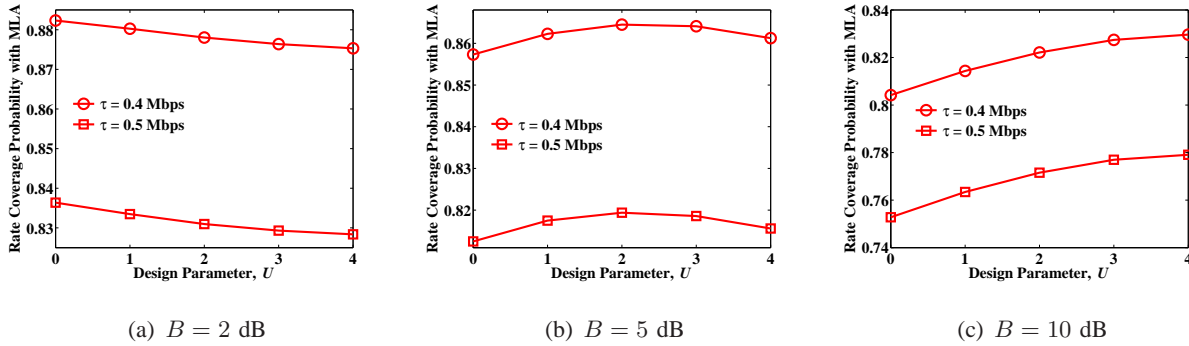 Rate Coverage Probability with MLA
0.88
0.87
0.86
0.85
0.84
0.83
τ = 0.4 Mbps
τ = 0.5 Mbps
0 1 2 3 4
Design Parameter, U
(a) B = 2 dB
Rate Coverage Probability with MLA
0.86
0.85
0.84
0.83
0.82
τ = 0.4 Mbps
τ = 0.5 Mbps
0 1 2 3 4
Design Parameter, U
(b) B = 5 dB
Rate Coverage Probability with MLA
0.84
0.82
0.8
0.78
0.76
0.74
τ = 0.4 Mbps
τ = 0.5 Mbps
0 1 2 3 4
Design Parameter, U
(c) B = 10 dB